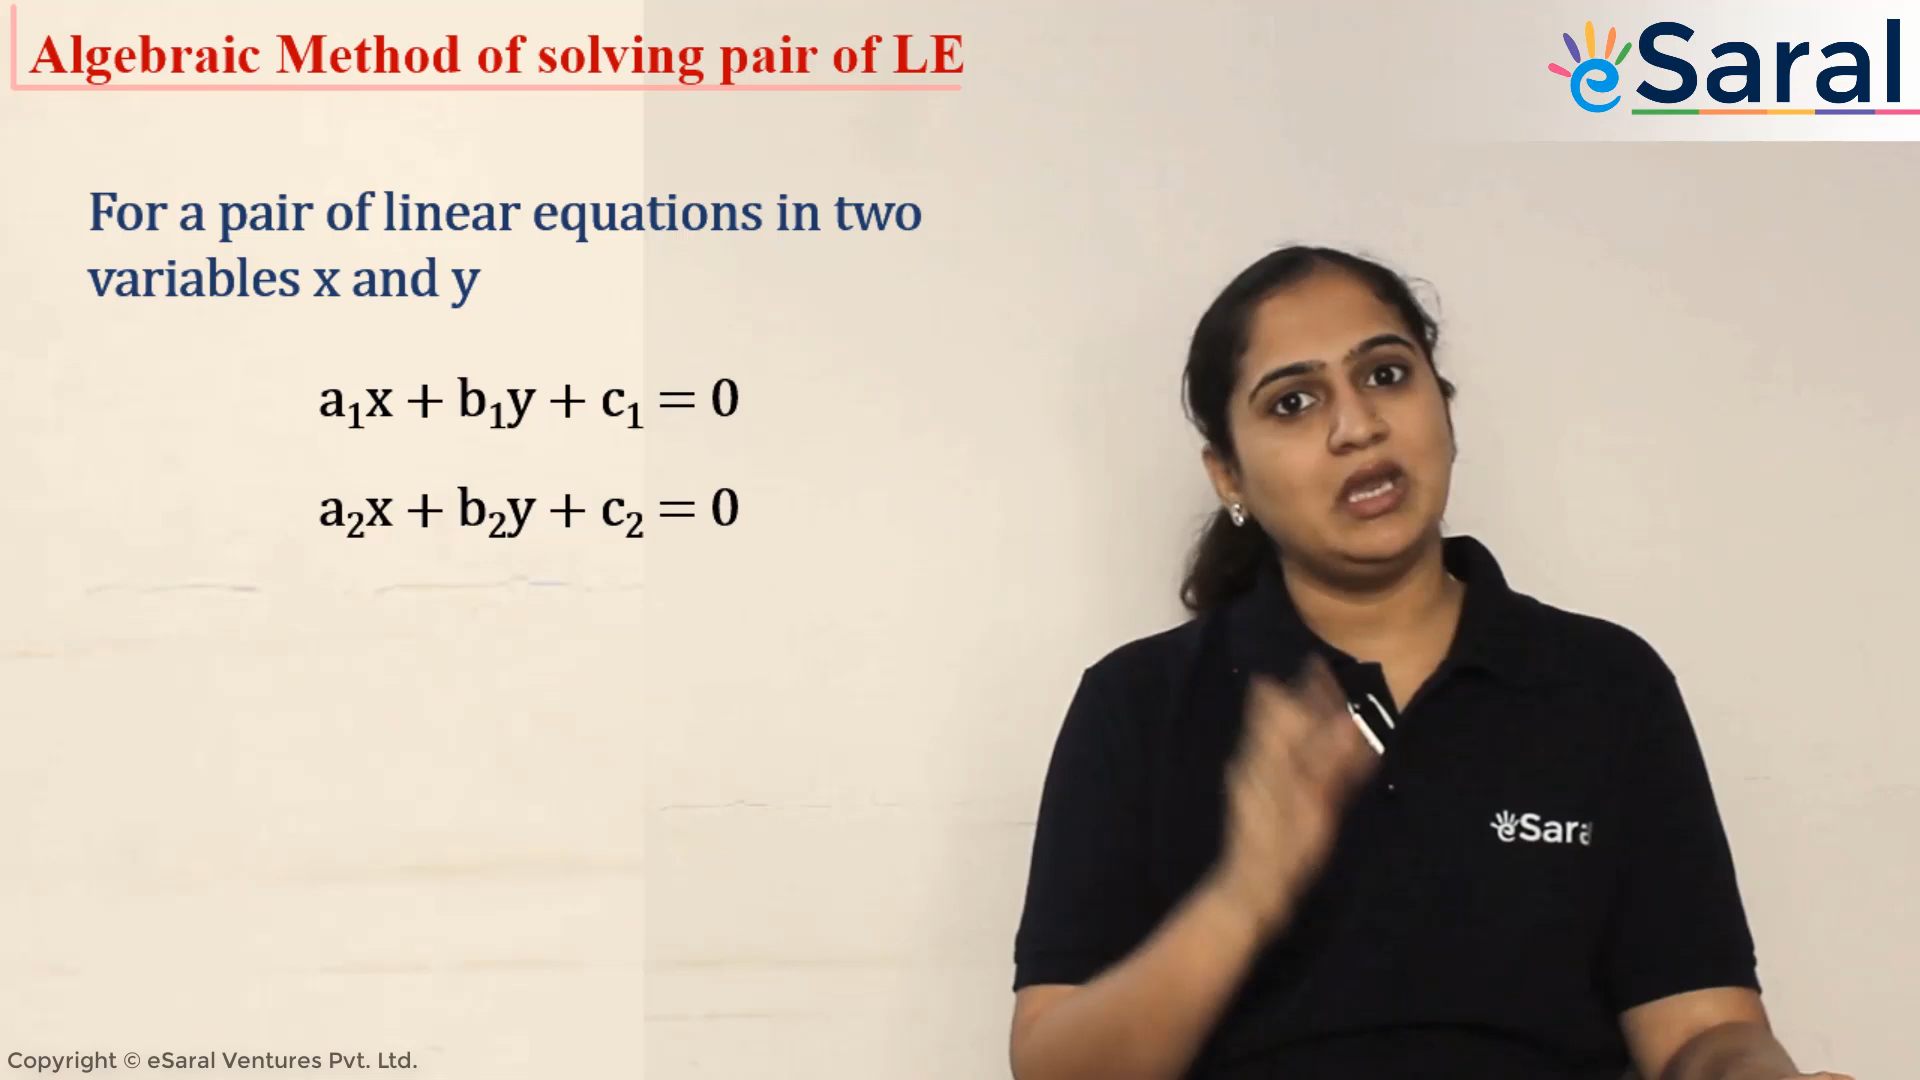 Algebraic Method of solving pair of LE
eSaral
For a pair of linear equations in two
variables x and y
a₁x + b₁y + c₁ = 0
a₂x + b₂y + c₂ = 0
eSara
Copyright © eSaral Ventures Pvt. Ltd.